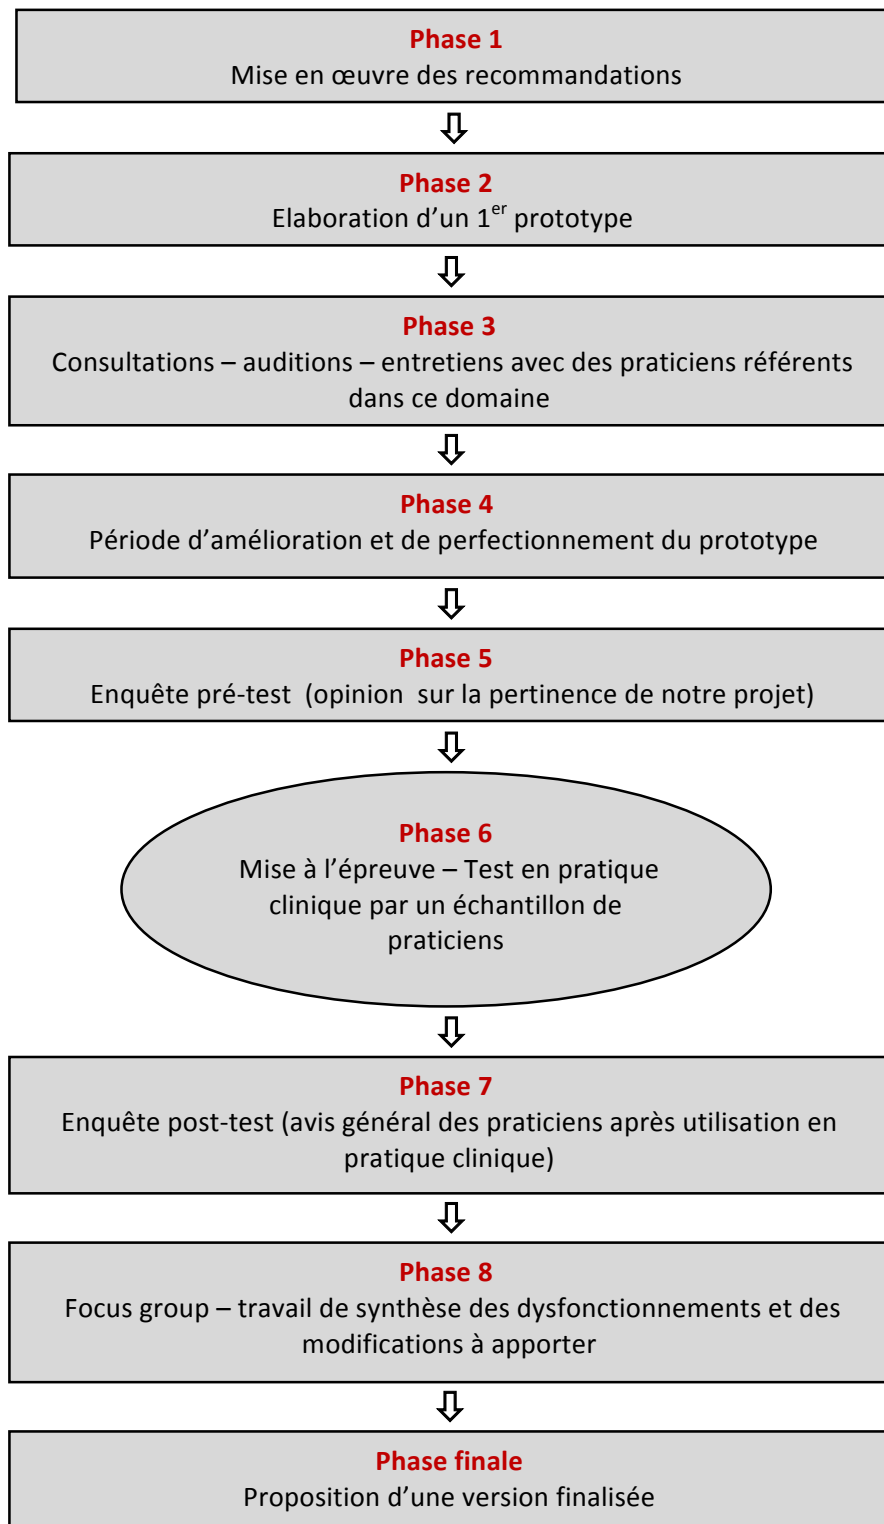 Phase 1
Mise en œuvre des recommandations
Phase 2
Elaboration d’un 1er prototype
Phase 3
Consultations – auditions – entretiens avec des praticiens référents
dans ce domaine
Phase 4
Période d’amélioration et de perfectionnement du prototype
Phase 5
Enquête pré-test (opinion sur la pertinence de notre projet)
Phase 6
Mise à l’épreuve – Test en pratique
clinique par un échantillon de
praticiens
Phase 7
Enquête post-test (avis général des praticiens après utilisation en
pratique clinique)
Phase 8
Focus group – travail de synthèse des dysfonctionnements et des
modifications à apporter
Phase finale
Proposition d’une version finalisée